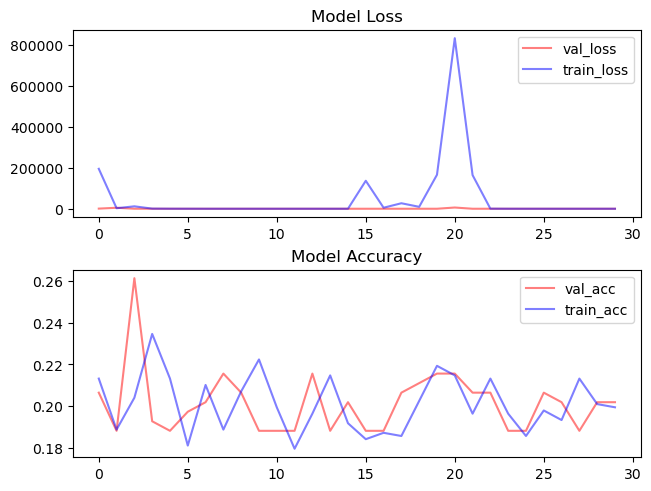 Model Loss
800000
600000
400000
200000
0
val_loss
train_loss
0 5 10 15 20 25 30
Model Accuracy
0.26
0.24
0.22
0.20
0.18
val_acc
train_acc
0 5 10 15 20 25 30